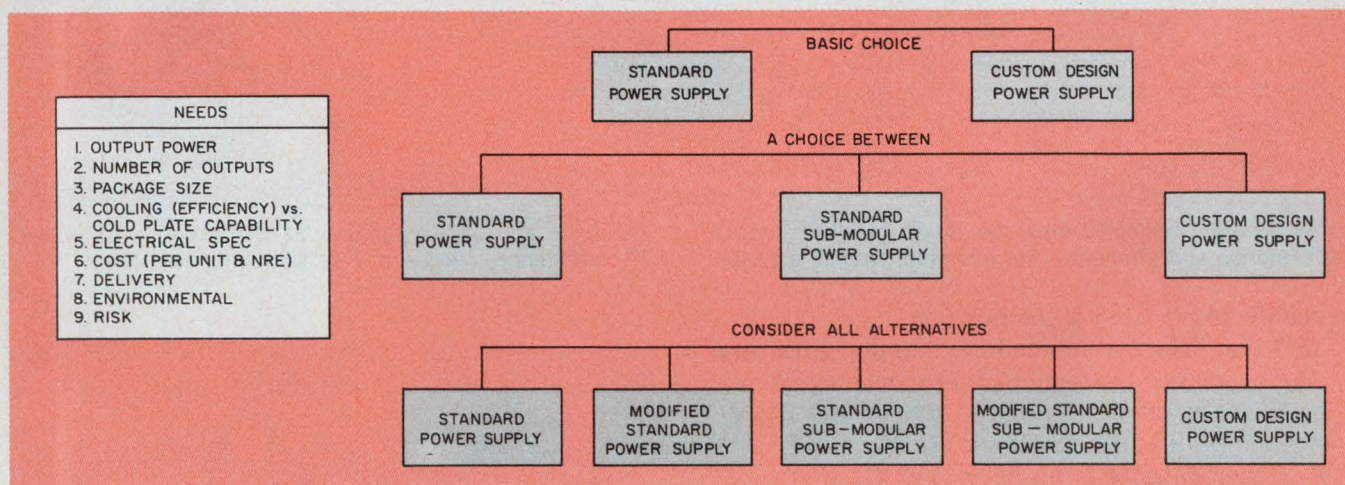 NEEDS
1. OUTPUT POWER
2. NUMBER OF OUTPUTS
3. PACKAGE SIZE
4. COOLING (EFFICIENCY) vs.
COLD PLATE CAPABILITY
5. ELECTRICAL SPEC
6. COST (PER UNIT & NRE)
7. DELIVERY
8. ENVIRONMENTAL
9. RISK
BASIC CHOICE
STANDARD
POWER SUPPLY
CUSTOM DESIGN
POWER SUPPLY
A CHOICE BETWEEN
STANDARD
POWER SUPPLY
STANDARD
SUB-MODULAR
POWER SUPPLY
CUSTOM DESIGN
POWER SUPPLY
CONSIDER ALL ALTERNATIVES
STANDARD
POWER SUPPLY
MODIFIED
STANDARD
POWER SUPPLY
STANDARD
SUB-MODULAR
POWER SUPPLY
MODIFIED STANDARD
SUB-MODULAR
POWER SUPPLY
CUSTOM DESIGN
POWER SUPPLY